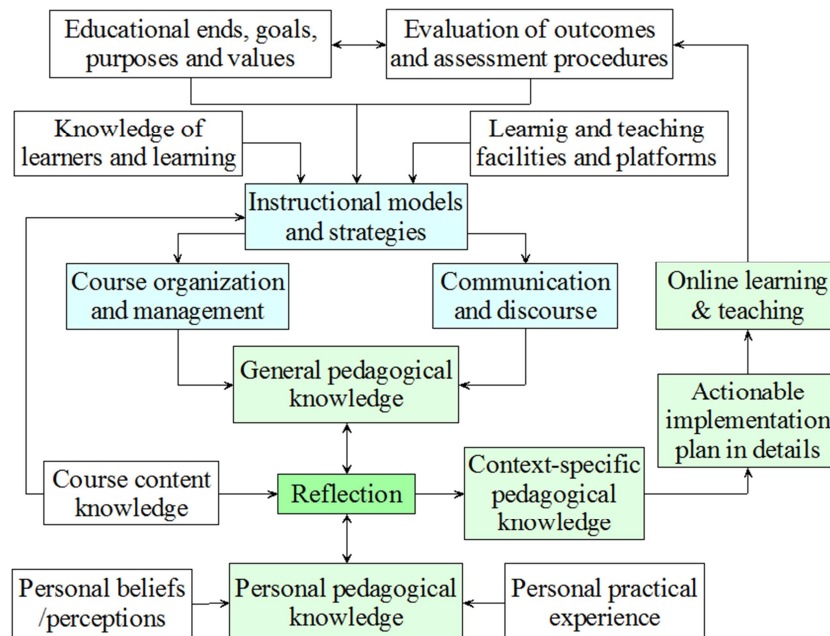 Educational ends, goals,
purposes and values
Evaluation of outcomes
and assessment procedures
Knowledge of
learners and learning
Learnig and teaching
facilities and platforms
Instructional models
and strategies
Course organization
and management
Communication
and discourse
Online learning
& teaching
General pedagogical
knowledge
Actionable
implementation
plan in details
Course content
knowledge
Reflection
Context-specific
pedagogical
knowledge
Personal beliefs
/perceptions
Personal pedagogical
knowledge
Personal practical
experience